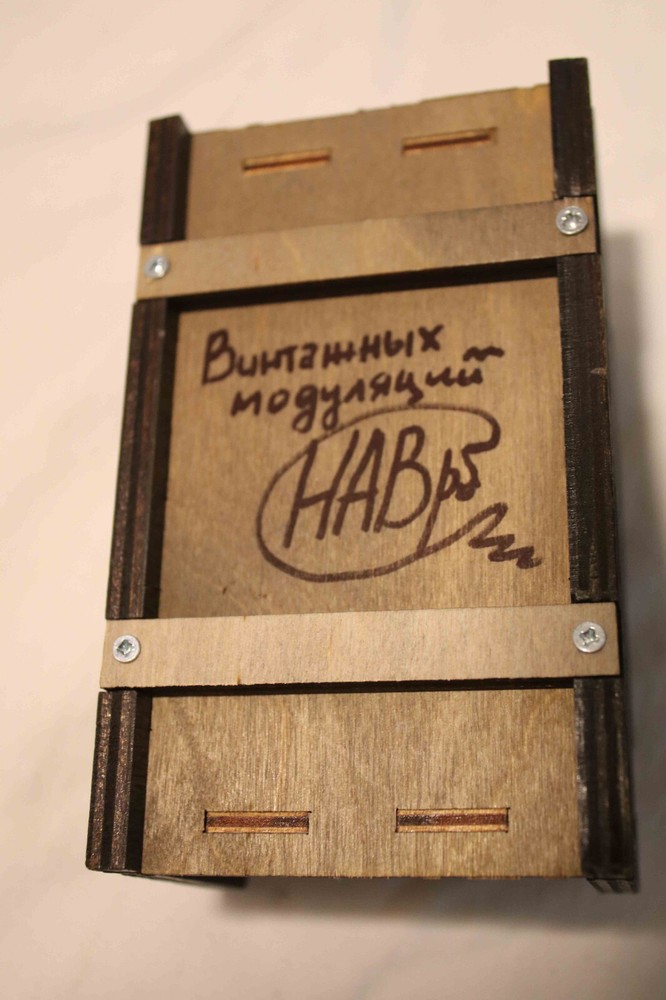 Винтажных
модуляций
НАВрб